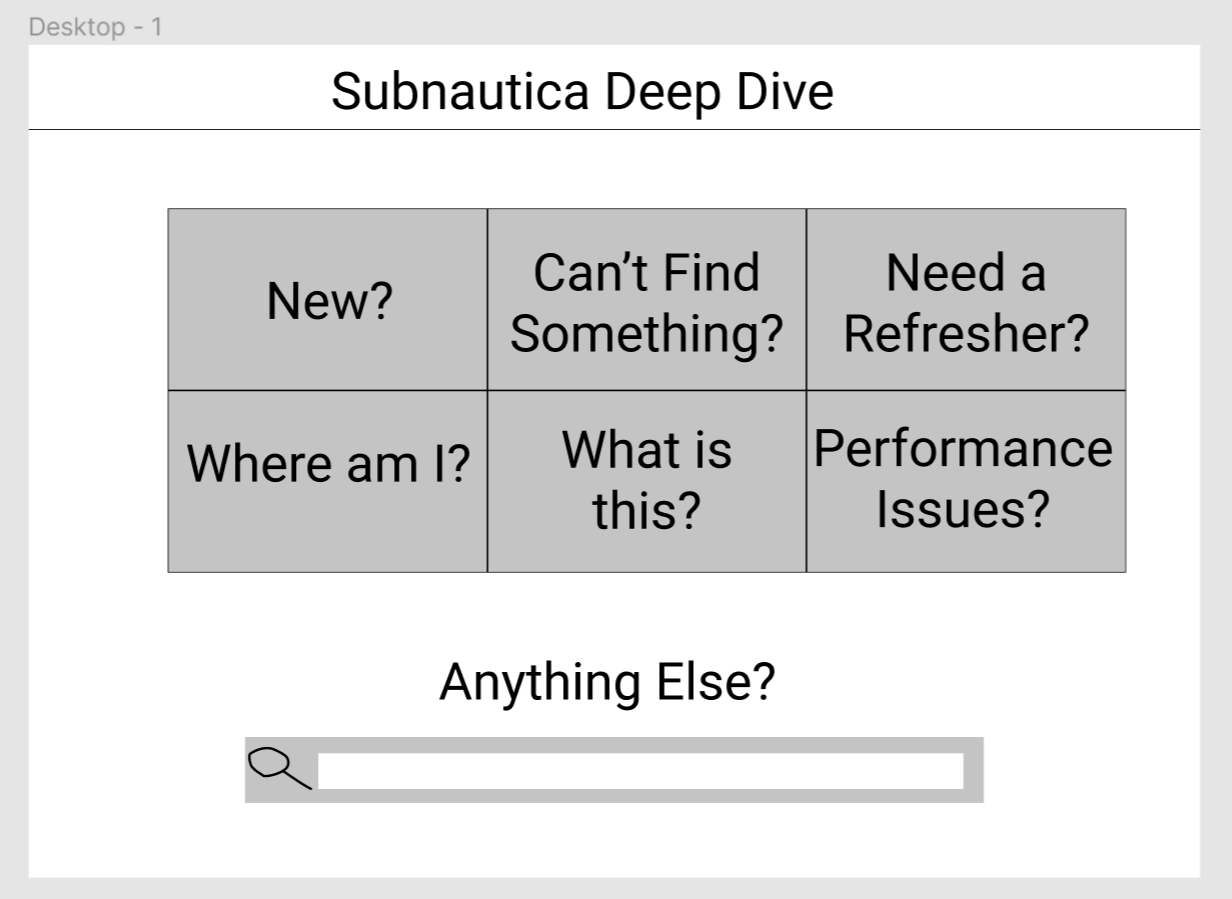 Desktop - 1
Subnautica Deep Dive
New?
Can’t Find
Something?
Need a
Refresher?
Where am I?
What is
this?
Performance
Issues?
Anything Else?